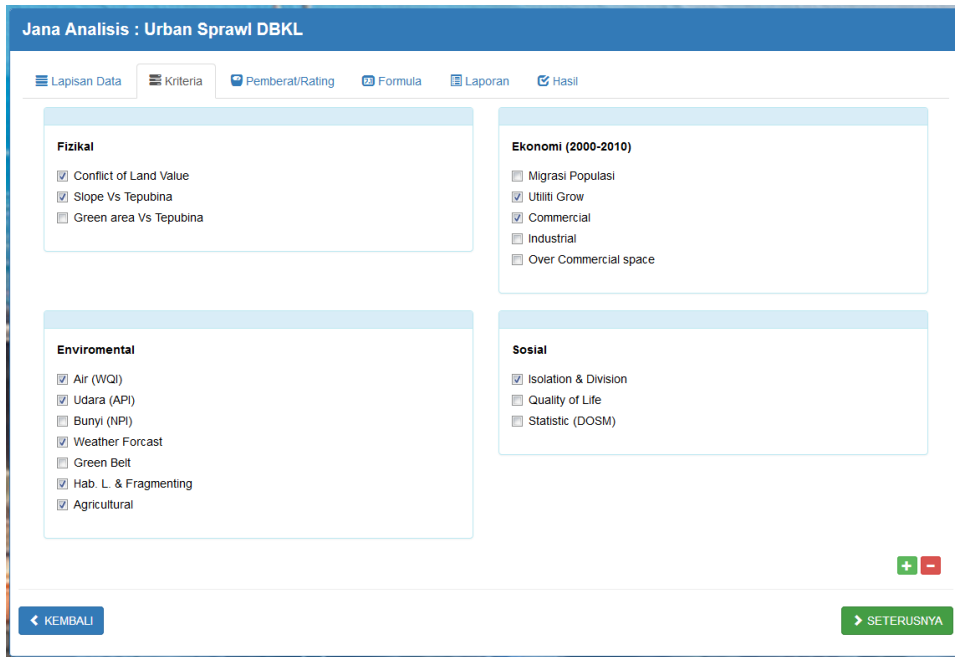 Jana Analisis : Urban Sprawl DBKL
Lapisan Data Kriteria Pemberat/Rating Formula Laporan Hasil
Fizikal
Conflict of Land Value
Slope Vs Tepubina
Green area Vs Tepubina
Ekonomi (2000-2010)
Migrasi Populasi
Utiliti Grow
Commercial
Industrial
Over Commercial space
Enviromental
Air (WQI)
Udara (API)
Bunyi (NPI)
Weather Forcast
Green Belt
Hab. L. & Fragmenting
Agricultural
Sosial
Isolation & Division
Quality of Life
Statistic (DOSM)
KEMBALI
SETERUSNYA